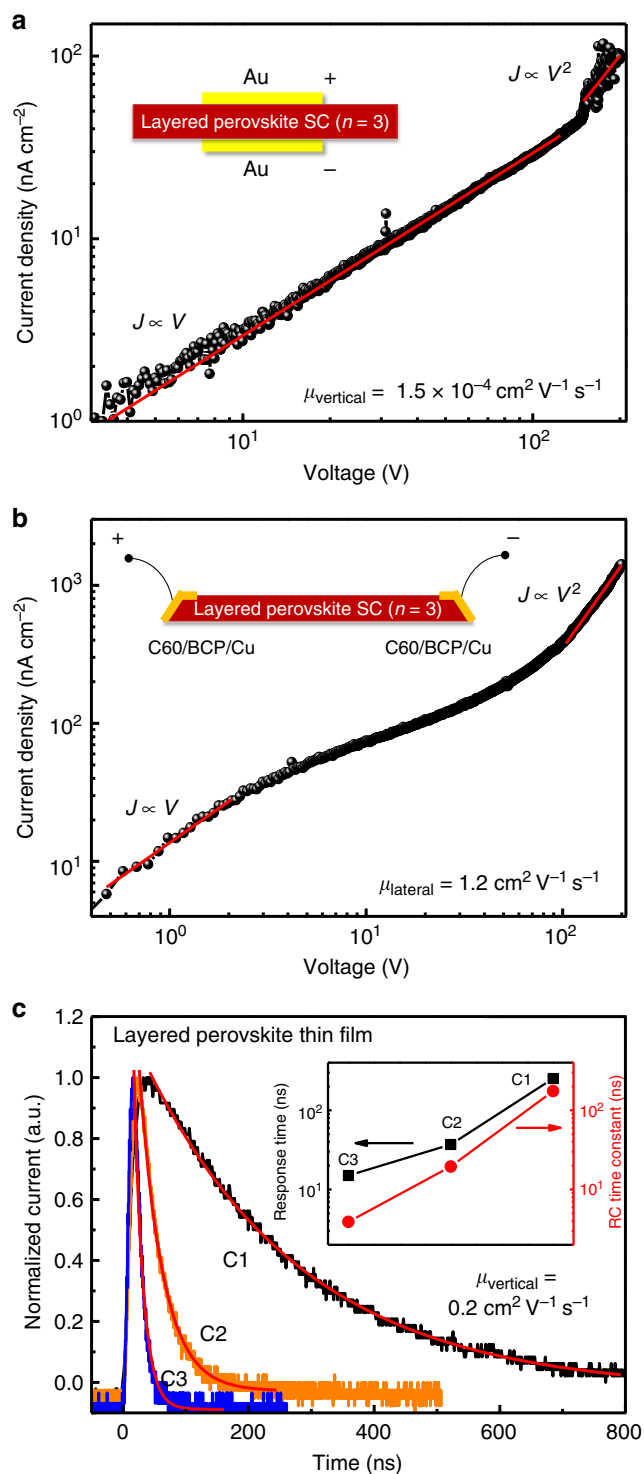 a
10²
J ∝ V²
Au +
Layered perovskite SC (n = 3)
Au −
Current density (nA cm⁻²)
10¹
J ∝ V
μvertical = 1.5 × 10⁻⁴ cm² V⁻¹ s⁻¹
10⁰
10¹ 10²
Voltage (V)
b
+ −
10³
Layered perovskite SC (n = 3)
J ∝ V²
C60/BCP/Cu C60/BCP/Cu
Current density (nA cm⁻²)
10²
J ∝ V
10¹
μlateral = 1.2 cm² V⁻¹ s⁻¹
10⁰ 10¹ 10²
Voltage (V)
c
1.2
Layered perovskite thin film
1.0
0.8
0.6
0.4
0.2
0.0
Normalized current (a.u.)
Response time (ns)
10²
10¹
C1
C2
C3
10²
10¹
RC time constant (ns)
C1
C2
C3
μvertical =
0.2 cm² V⁻¹ s⁻¹
0 200 400 600 800
Time (ns)